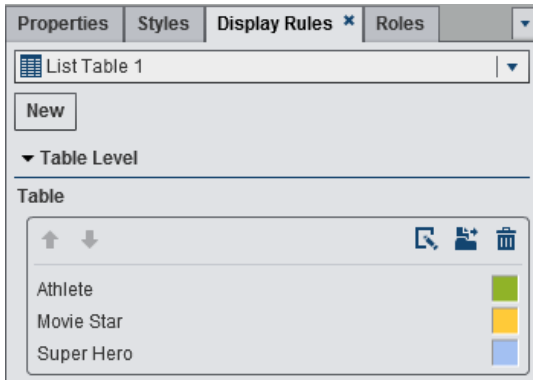 Properties Styles Display Rules Roles
List Table 1
New
Table Level
Table
Athlete
Movie Star
Super Hero